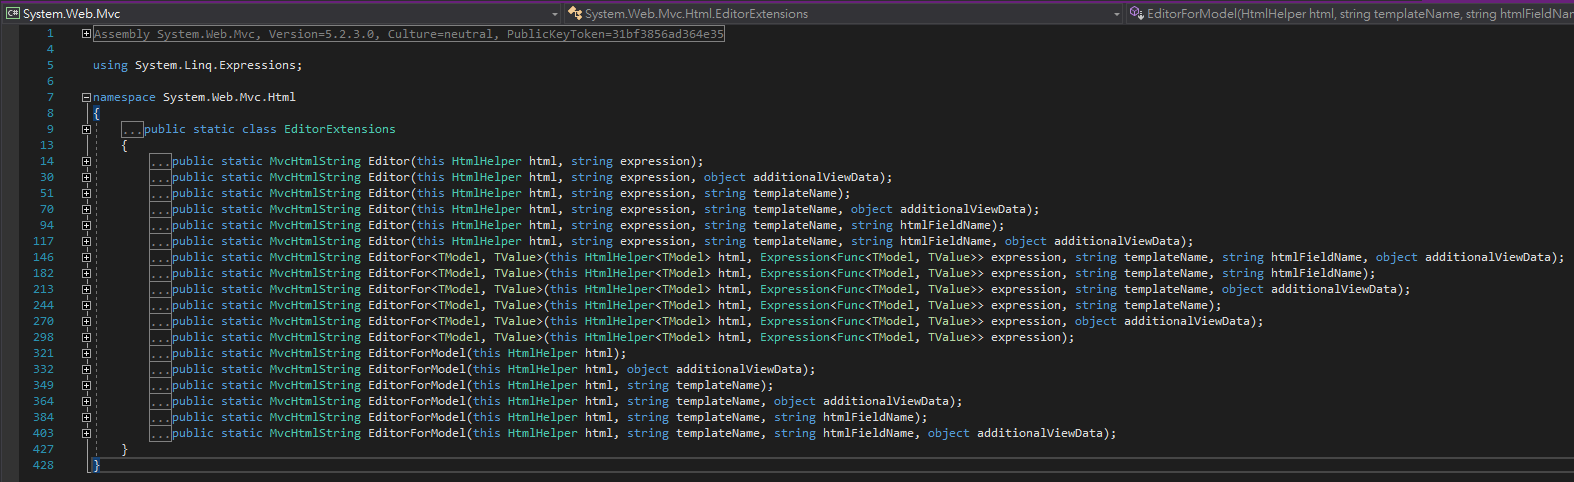 C# System.Web.Mvc System.Web.Mvc.Html.EditorExtensions EditorForModel(HtmlHelper html, string templateName, string htmlFieldNam
1 Assembly System.Web.Mvc, Version=5.2.3.0, Culture=neutral, PublicKeyToken=31bf3856ad364e35
4
5 using System.Linq.Expressions;
6
7 namespace System.Web.Mvc.Html
8 {
9 ...public static class EditorExtensions
13 {
14 ...public static MvcHtmlString Editor(this HtmlHelper html, string expression);
30 ...public static MvcHtmlString Editor(this HtmlHelper html, string expression, object additionalViewData);
51 ...public static MvcHtmlString Editor(this HtmlHelper html, string expression, string templateName);
70 ...public static MvcHtmlString Editor(this HtmlHelper html, string expression, string templateName, object additionalViewData);
94 ...public static MvcHtmlString Editor(this HtmlHelper html, string expression, string templateName, string htmlFieldName);
117 ...public static MvcHtmlString Editor(this HtmlHelper html, string expression, string templateName, string htmlFieldName, object additionalViewData);
146 ...public static MvcHtmlString EditorFor<TModel, TValue>(this HtmlHelper<TModel> html, Expression<Func<TModel, TValue>> expression, string templateName, string htmlFieldName, object additionalViewData);
182 ...public static MvcHtmlString EditorFor<TModel, TValue>(this HtmlHelper<TModel> html, Expression<Func<TModel, TValue>> expression, string templateName, string htmlFieldName);
213 ...public static MvcHtmlString EditorFor<TModel, TValue>(this HtmlHelper<TModel> html, Expression<Func<TModel, TValue>> expression, string templateName, object additionalViewData);
244 ...public static MvcHtmlString EditorFor<TModel, TValue>(this HtmlHelper<TModel> html, Expression<Func<TModel, TValue>> expression, string templateName);
270 ...public static MvcHtmlString EditorFor<TModel, TValue>(this HtmlHelper<TModel> html, Expression<Func<TModel, TValue>> expression, object additionalViewData);
298 ...public static MvcHtmlString EditorFor<TModel, TValue>(this HtmlHelper<TModel> html, Expression<Func<TModel, TValue>> expression);
321 ...public static MvcHtmlString EditorForModel(this HtmlHelper html);
332 ...public static MvcHtmlString EditorForModel(this HtmlHelper html, object additionalViewData);
349 ...public static MvcHtmlString EditorForModel(this HtmlHelper html, string templateName);
364 ...public static MvcHtmlString EditorForModel(this HtmlHelper html, string templateName, object additionalViewData);
384 ...public static MvcHtmlString EditorForModel(this HtmlHelper html, string templateName, string htmlFieldName);
403 ...public static MvcHtmlString EditorForModel(this HtmlHelper html, string templateName, string htmlFieldName, object additionalViewData);
427 }
428 }